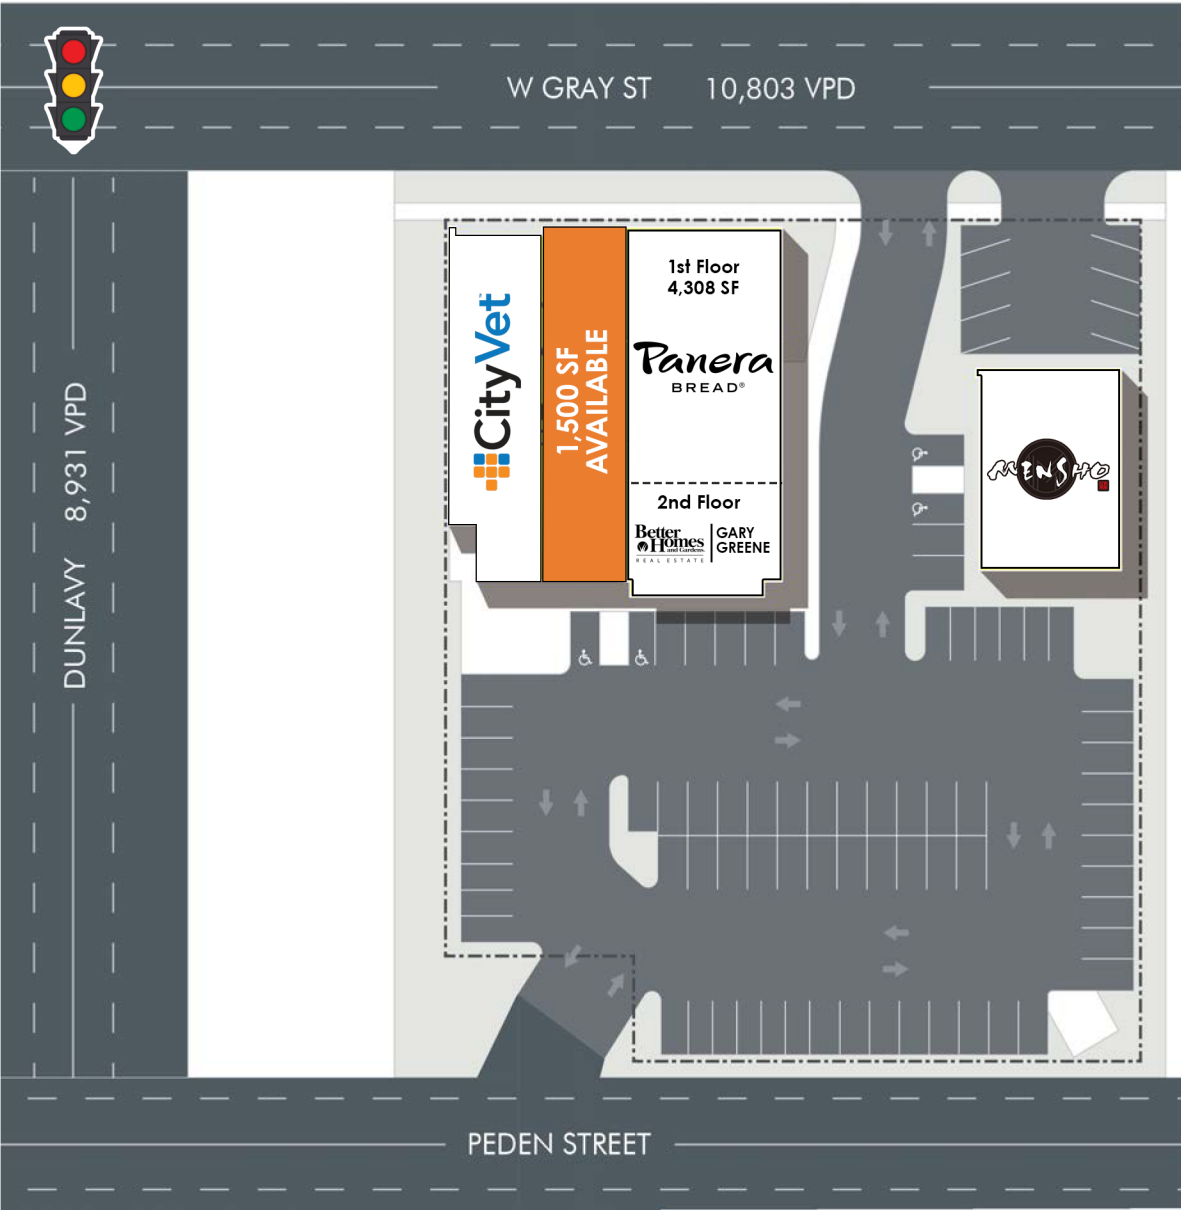 W GRAY ST 10,803 VPD
DUNLAVY 8,931 VPD
CityVet
1,500 SF
AVAILABLE
1st Floor
4,308 SF
Panera
BREAD®
2nd Floor
Better
Homes
and Gardens
REAL ESTATE
GARY
GREENE
MENSHO
PEDEN STREET